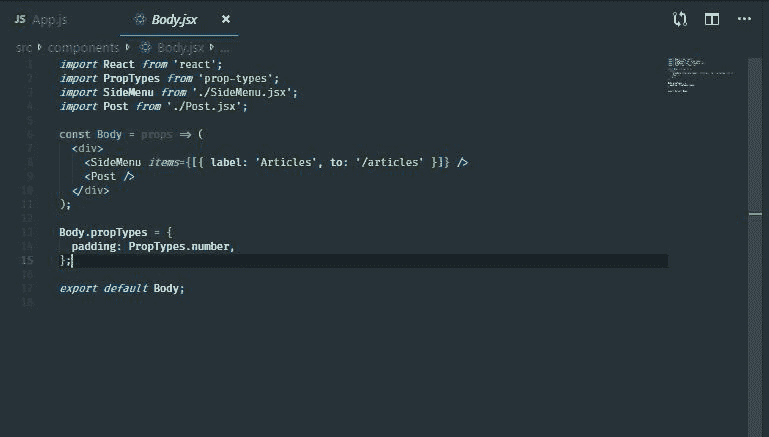 JS App.js
Body.jsx ×
src components Body.jsx ...
1 import React from 'react';
2 import PropTypes from 'prop-types';
3 import SideMenu from './SideMenu.jsx';
4 import Post from './Post.jsx';
5
6 const Body = props => (
7 <div>
8 <SideMenu items={[{ label: 'Articles', to: '/articles' }]} />
9 <Post />
10 </div>
11 );
12
13 Body.propTypes = {
14 padding: PropTypes.number,
15 };
16
17 export default Body;
18